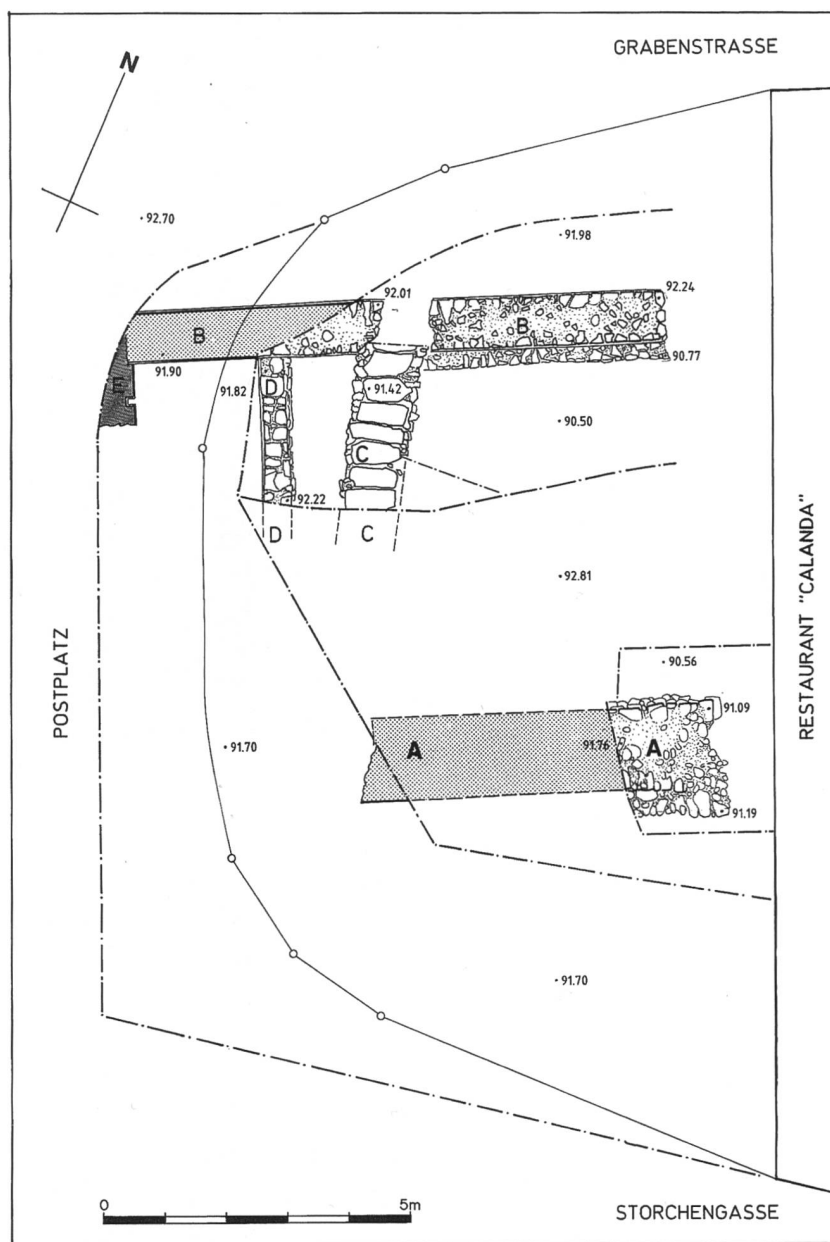 GRABENSTRASSE
N
92.70
91.98
92.01
92.24
B
B
90.77
91.90
E
91.82
D
91.42
90.50
C
92.22
D
C
92.81
POSTPLATZ
RESTAURANT "CALANDA"
90.56
91.09
91.70
A
91.76
A
91.19
91.70
0
5m
STORCHENGASSE